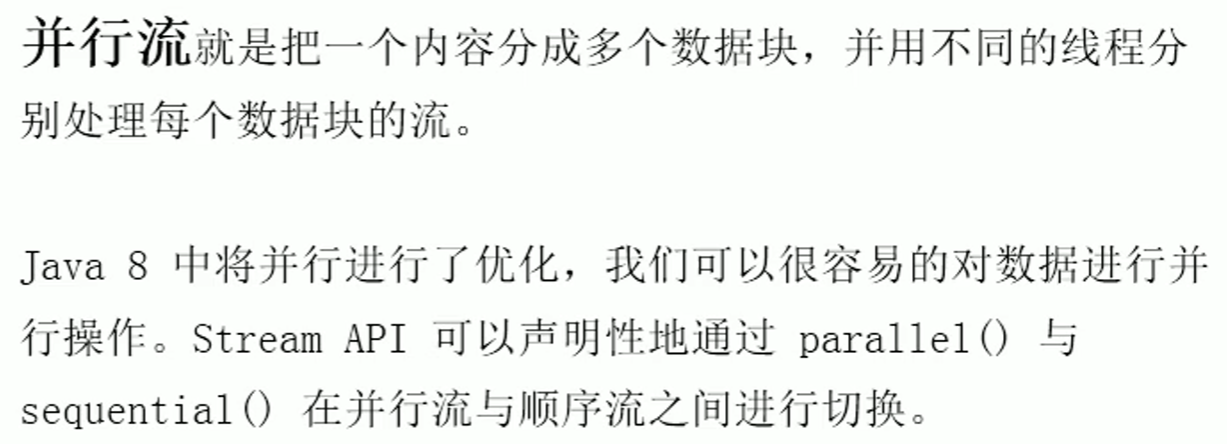 并行流就是把一个内容分成多个数据块，并用不同的线程分
别处理每个数据块的流。
Java 8 中将并行进行了优化，我们可以很容易的对数据进行并
行操作。Stream API 可以声明性地通过 parallel() 与
sequential() 在并行流与顺序流之间进行切换。